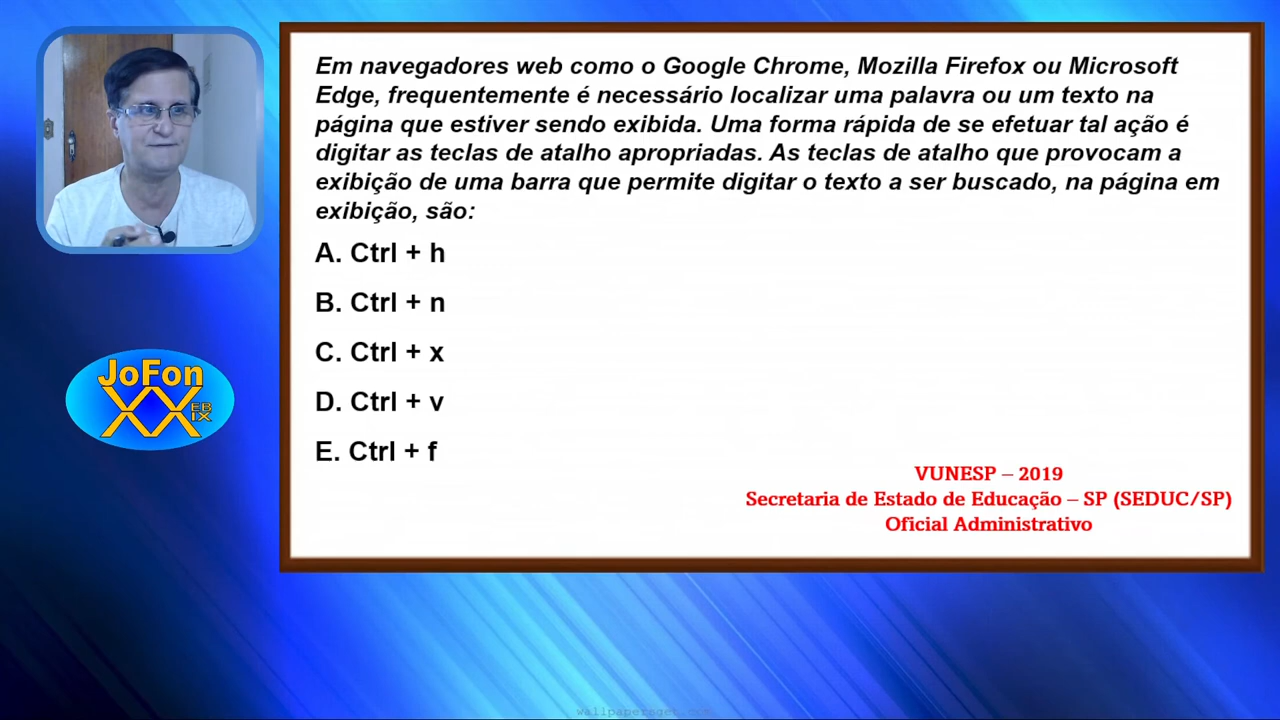 Em navegadores web como o Google Chrome, Mozilla Firefox ou Microsoft
Edge, frequentemente é necessário localizar uma palavra ou um texto na
página que estiver sendo exibida. Uma forma rápida de se efetuar tal ação é
digitar as teclas de atalho apropriadas. As teclas de atalho que provocam a
exibição de uma barra que permite digitar o texto a ser buscado, na página em
exibição, são:
A. Ctrl + h
B. Ctrl + n
C. Ctrl + x
D. Ctrl + v
E. Ctrl + f
JoFon
XX
EB
IX
VUNESP – 2019
Secretaria de Estado de Educação – SP (SEDUC/SP)
Oficial Administrativo